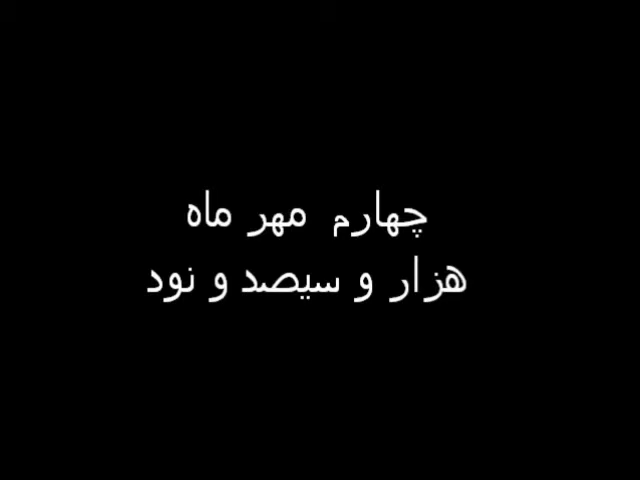 چهارم مهر ماه
هزار و سیصد و نود